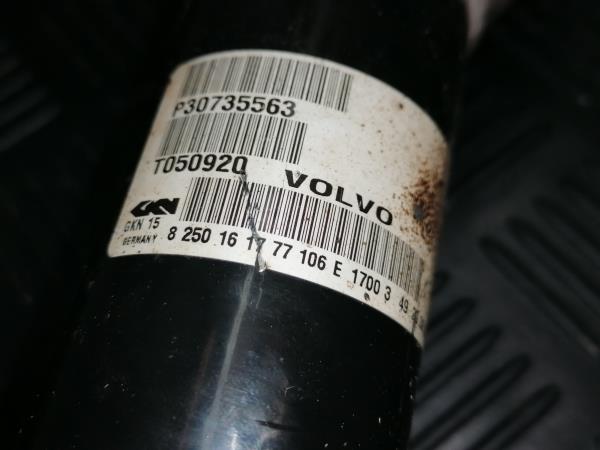 P30735563
T050920 VOLVO
GKN
GKN 15
GERMANY 8 250 16 17 77 106 E 1700 3 49